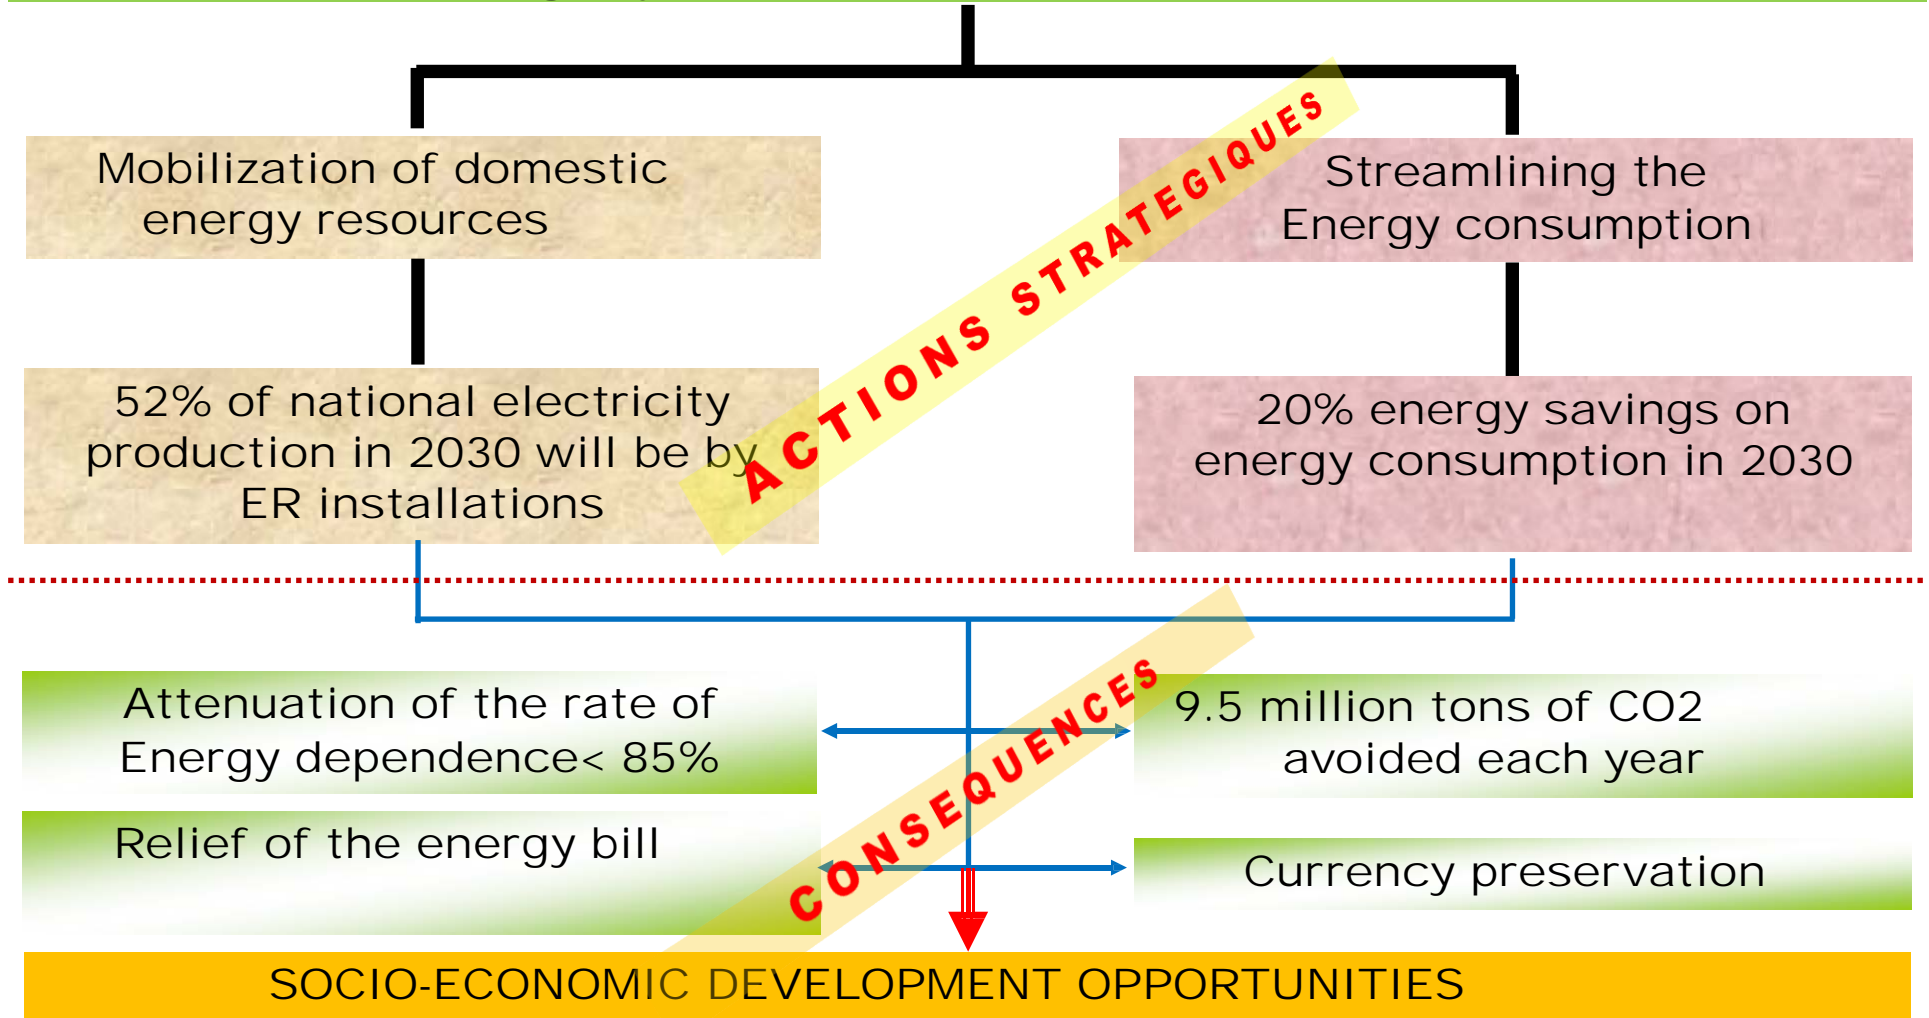 Mobilization of domestic
energy resources
Streamlining the
Energy consumption
ACTIONS STRATEGIQUES
52% of national electricity
production in 2030 will be by
ER installations
20% energy savings on
energy consumption in 2030
CONSEQUENCES
Attenuation of the rate of
Energy dependence< 85%
9.5 million tons of CO2
avoided each year
Relief of the energy bill
Currency preservation
SOCIO-ECONOMIC DEVELOPMENT OPPORTUNITIES